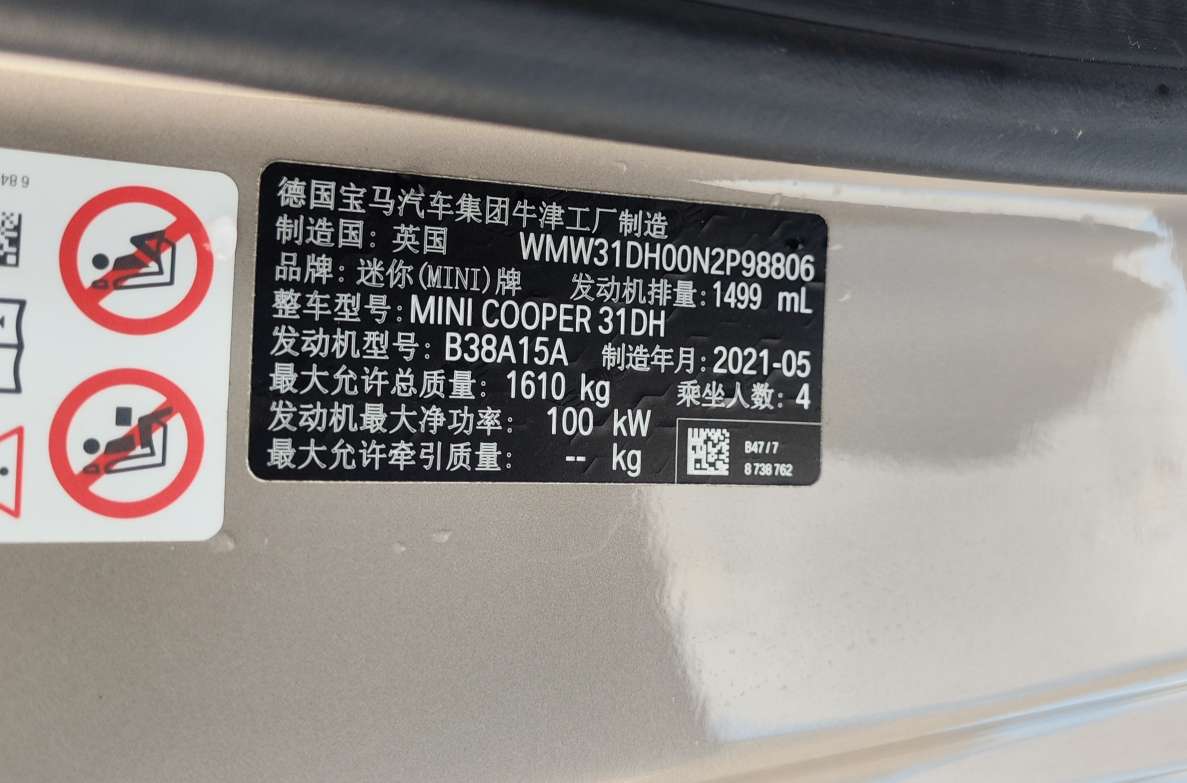 6 84
德国宝马汽车集团牛津工厂制造
制造国：英国 WMW31DH00N2P98806
品牌：迷你(MINI)牌 发动机排量：1499 mL
整车型号：MINI COOPER 31DH
发动机型号：B38A15A 制造年月：2021-05
最大允许总质量：1610 kg 乘坐人数：4
发动机最大净功率：100 kW
最大允许牵引质量：-- kg
B47/7
8 738 762